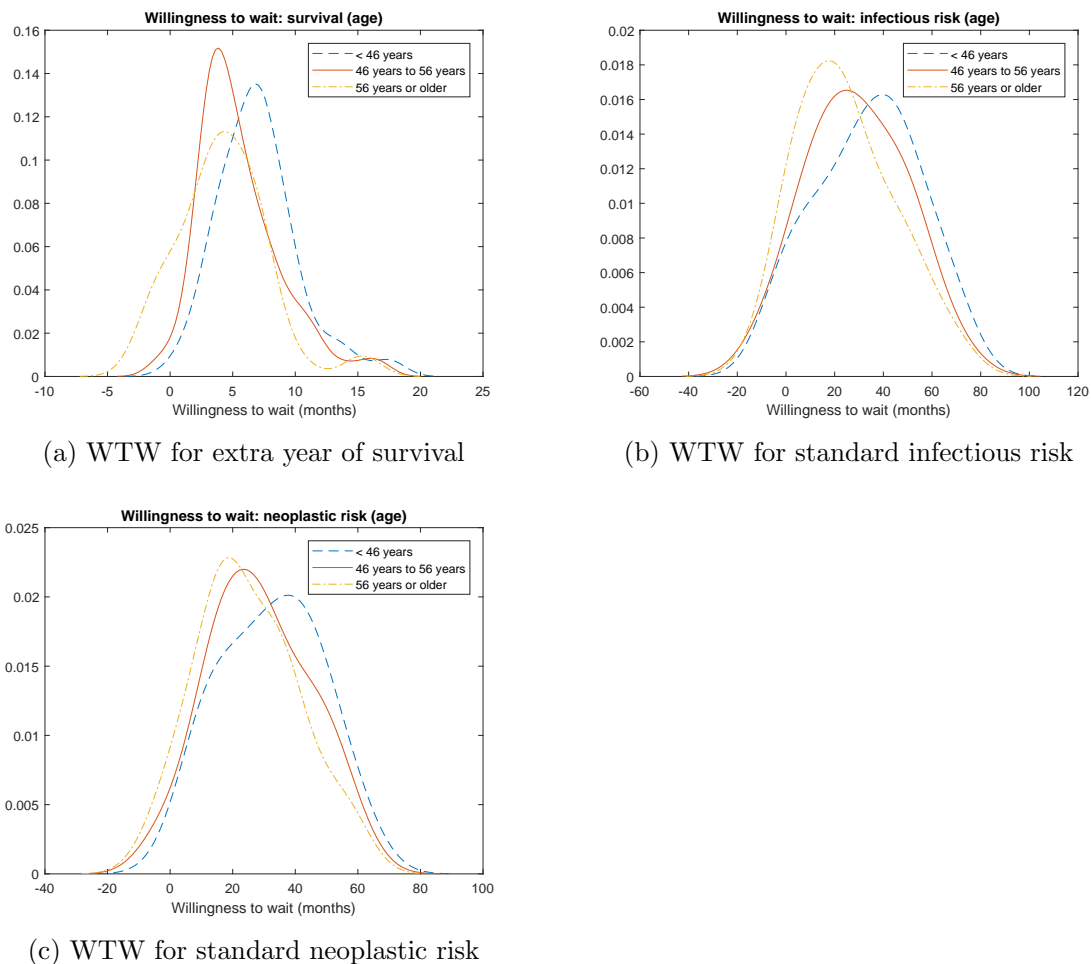 Willingness to wait: survival (age)
0.16
0.14
0.12
0.1
0.08
0.06
0.04
0.02
0
-10
-5
0
5
10
15
20
25
< 46 years
46 years to 56 years
56 years or older
Willingness to wait (months)
(a) WTW for extra year of survival
Willingness to wait: infectious risk (age)
0.02
0.018
0.016
0.014
0.012
0.01
0.008
0.006
0.004
0.002
0
-60
-40
-20
0
20
40
60
80
100
120
< 46 years
46 years to 56 years
56 years or older
Willingness to wait (months)
(b) WTW for standard infectious risk
Willingness to wait: neoplastic risk (age)
0.025
0.02
0.015
0.01
0.005
0
-40
-20
0
20
40
60
80
100
< 46 years
46 years to 56 years
56 years or older
Willingness to wait (months)
(c) WTW for standard neoplastic risk